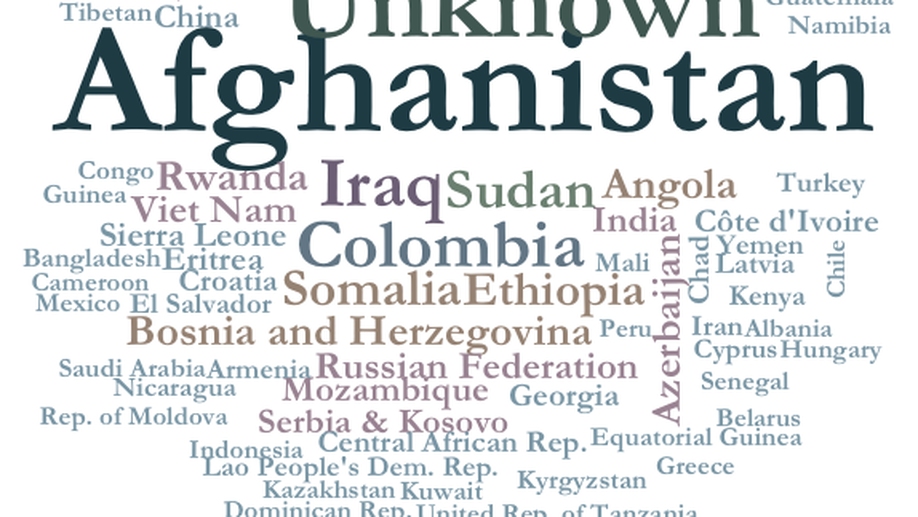 Tibetan China Unknown Guatemala
Namibia
Afghanistan
Congo Rwanda Iraq Sudan Angola Turkey
Guinea Viet Nam India Côte d'Ivoire
Sierra Leone Colombia Chad Yemen Chile
Bangladesh Eritrea Mali Azerbaijan Latvia
Cameroon Croatia Somalia Ethiopia Kenya
Mexico El Salvador
Bosnia and Herzegovina Peru Iran Albania
Cyprus Hungary
Saudi Arabia Armenia Russian Federation
Nicaragua Mozambique Georgia Senegal
Rep. of Moldova Serbia & Kosovo Belarus
Indonesia Central African Rep. Equatorial Guinea
Lao People's Dem. Rep. Kyrgyzstan Greece
Kazakhstan Kuwait
Dominican Rep. United Rep. of Tanzania